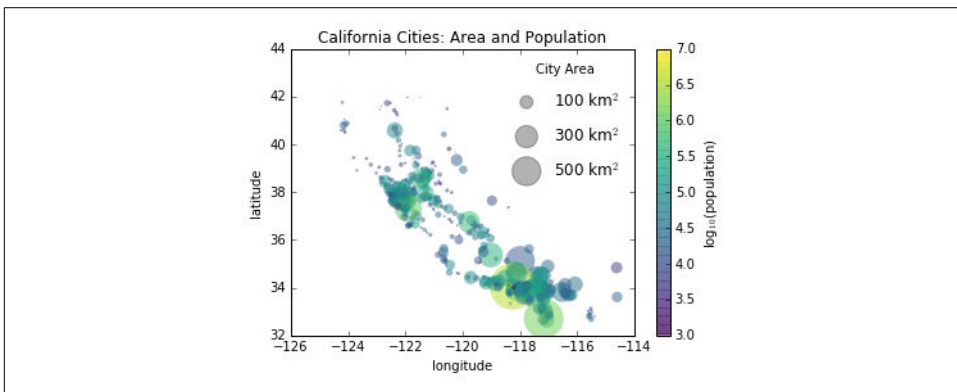 California Cities: Area and Population
44
42
40
38
36
34
32
latitude
−126
−124
−122
−120
−118
−116
−114
longitude
City Area
100 km²
300 km²
500 km²
7.0
6.5
6.0
5.5
5.0
4.5
4.0
3.5
3.0
log₁₀(population)